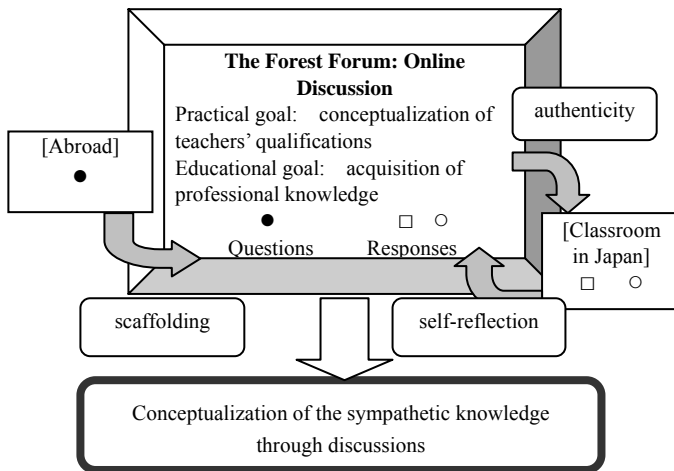 The Forest Forum: Online
Discussion
Practical goal: conceptualization of
teachers' qualifications
Educational goal: acquisition of
professional knowledge
● □ ○
Questions Responses
authenticity
[Abroad]
●
[Classroom
in Japan]
□ ○
scaffolding
self-reflection
Conceptualization of the sympathetic knowledge
through discussions